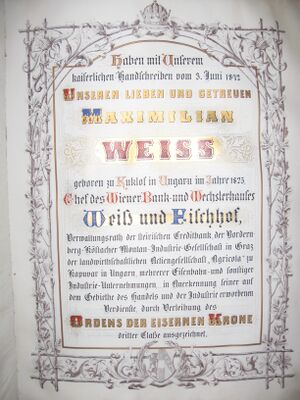 Haben mit Unserem
kaiserlichen Handschreiben vom 3. Juni 1872
Unseren lieben und getreuen
Maximilian
Weiss
geboren zu Kuklof in Ungarn im Jahre 1825.
Chef des Wiener Bank- und Wechslerhauses
Weiß und Fischhof,
Verwaltungsrath der steirischen Creditbank, der Vordern
berg-Köflacher Montan-Industrie-Gesellschaft in Graz
der landwirthschaftlichen Actiengesellschaft „Agricola" zu
Kapuvar in Ungarn, mehrerer Eisenbahn- und sonstiger
Industrie-Unternehmungen, in Anerkennung seiner auf
dem Gebiethe des Handels und der Industrie erworbenen
Verdienste, durch Verleihung des
Ordens der eisernen Krone
dritter Claße ausgezeichnet.